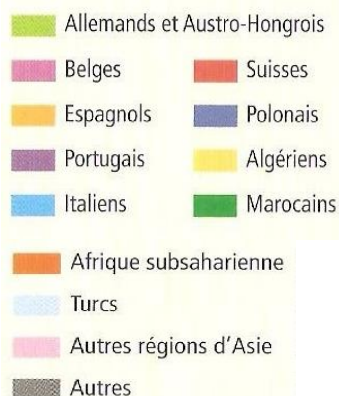 Allemands et Austro-Hongrois
Belges Suisses
Espagnols Polonais
Portugais Algériens
Italiens Marocains
Afrique subsaharienne
Turcs
Autres régions d'Asie
Autres